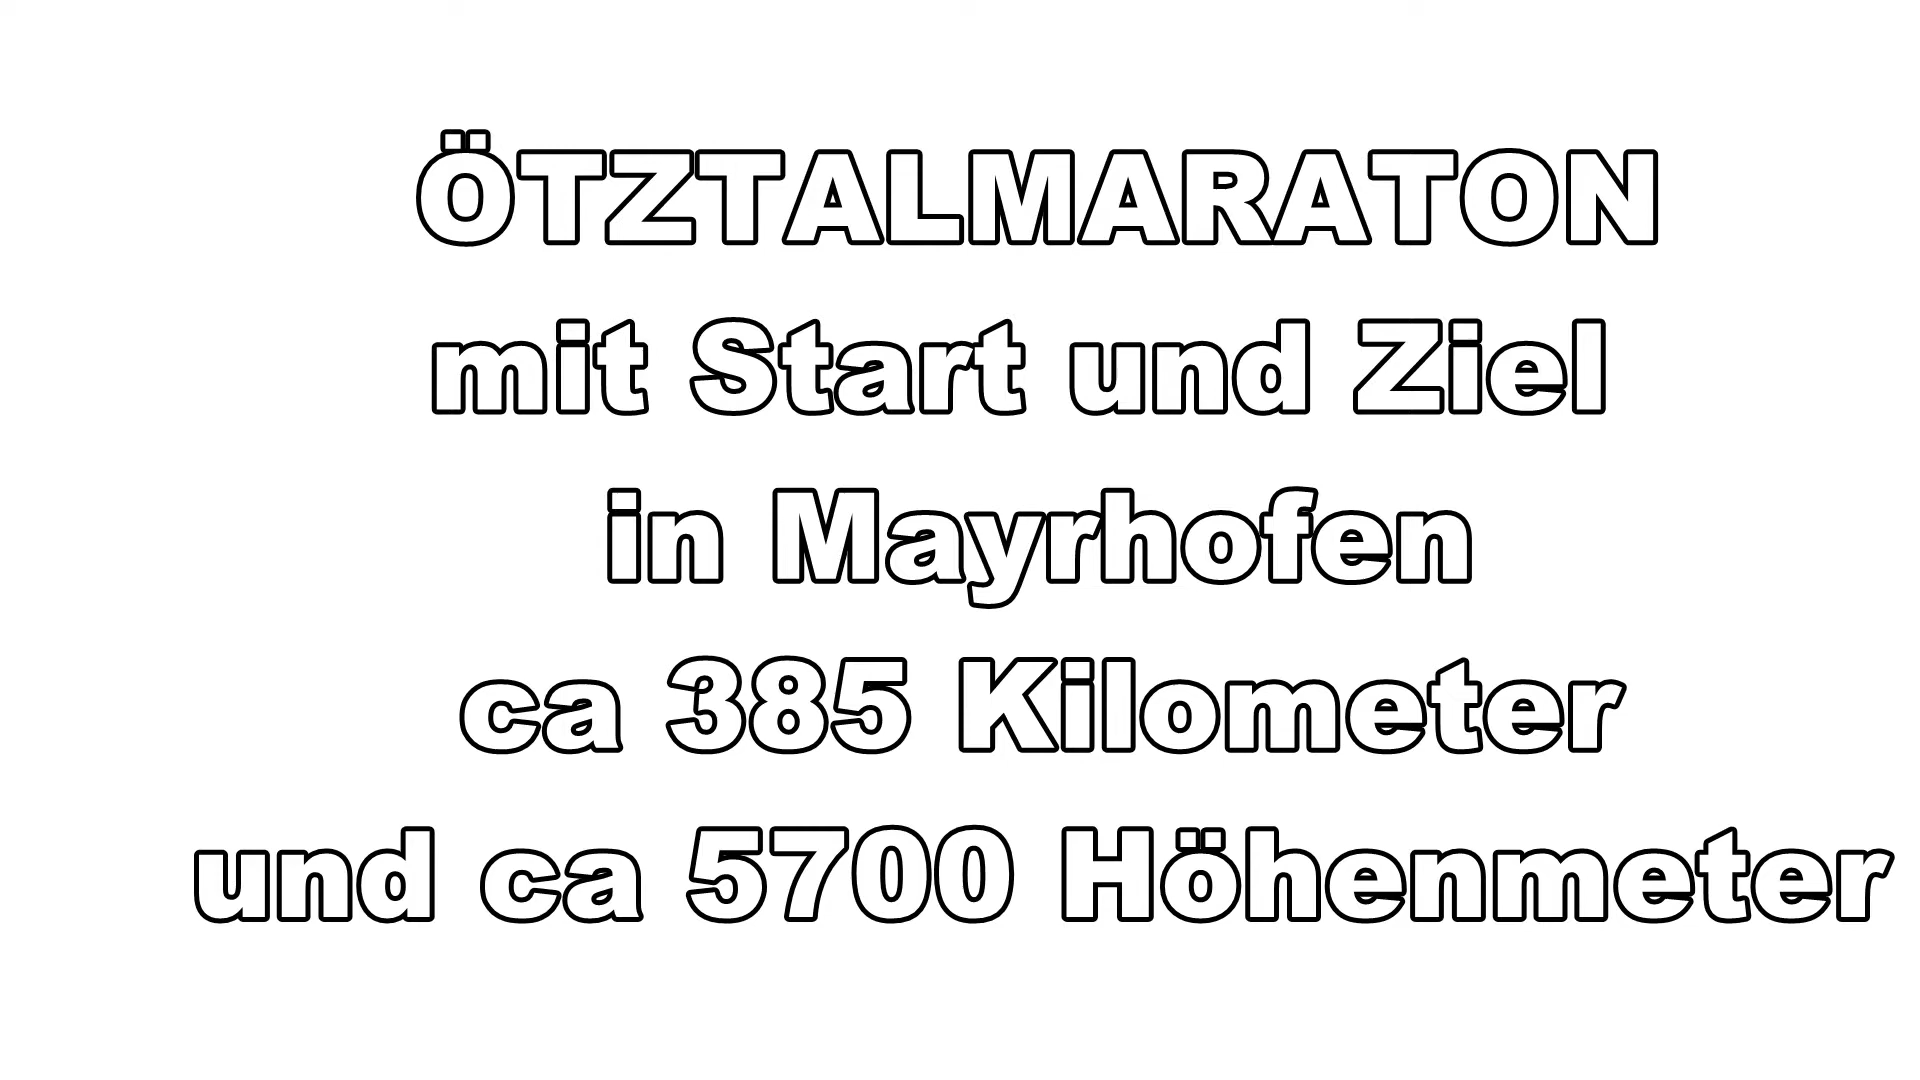 ÖTZTALMARATON
mit Start und Ziel
in Mayrhofen
ca 385 Kilometer
und ca 5700 Höhenmeter